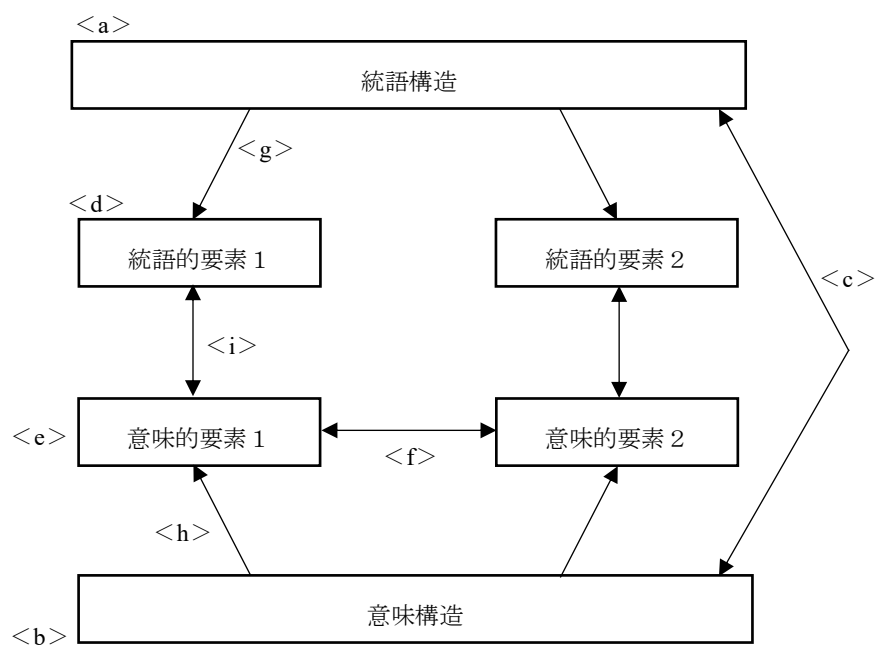 ＜a＞
統語構造
＜g＞
＜d＞
統語的要素１
統語的要素２
＜c＞
＜i＞
＜e＞
意味的要素１
意味的要素２
＜f＞
＜h＞
意味構造
＜b＞